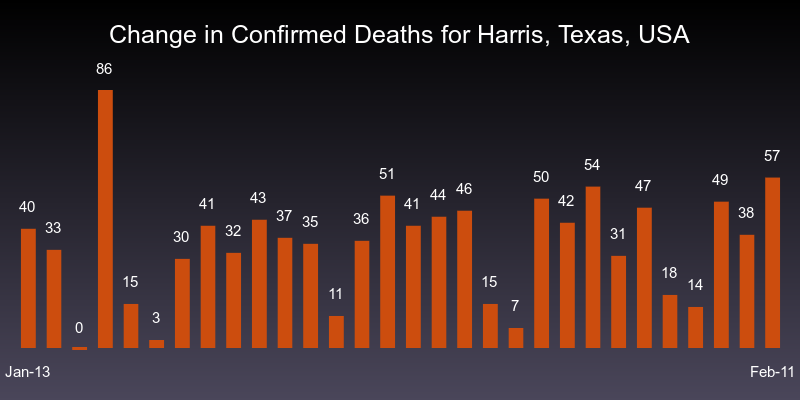 Change in Confirmed Deaths for Harris, Texas, USA
40 33 0 86 15 3 30 41 32 43 37 35 11 36 51 41 44 46 15 7 50 42 54 31 47 18 14 49 38 57
Jan-13 Feb-11